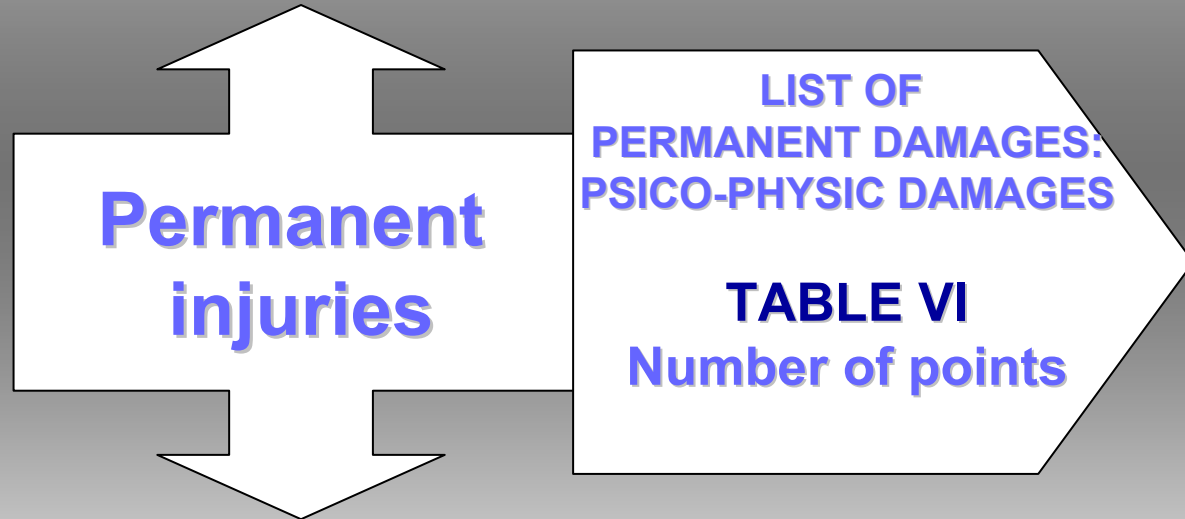 Permanent
injuries
LIST OF
PERMANENT DAMAGES:
PSICO-PHYSIC DAMAGES
TABLE VI
Number of points